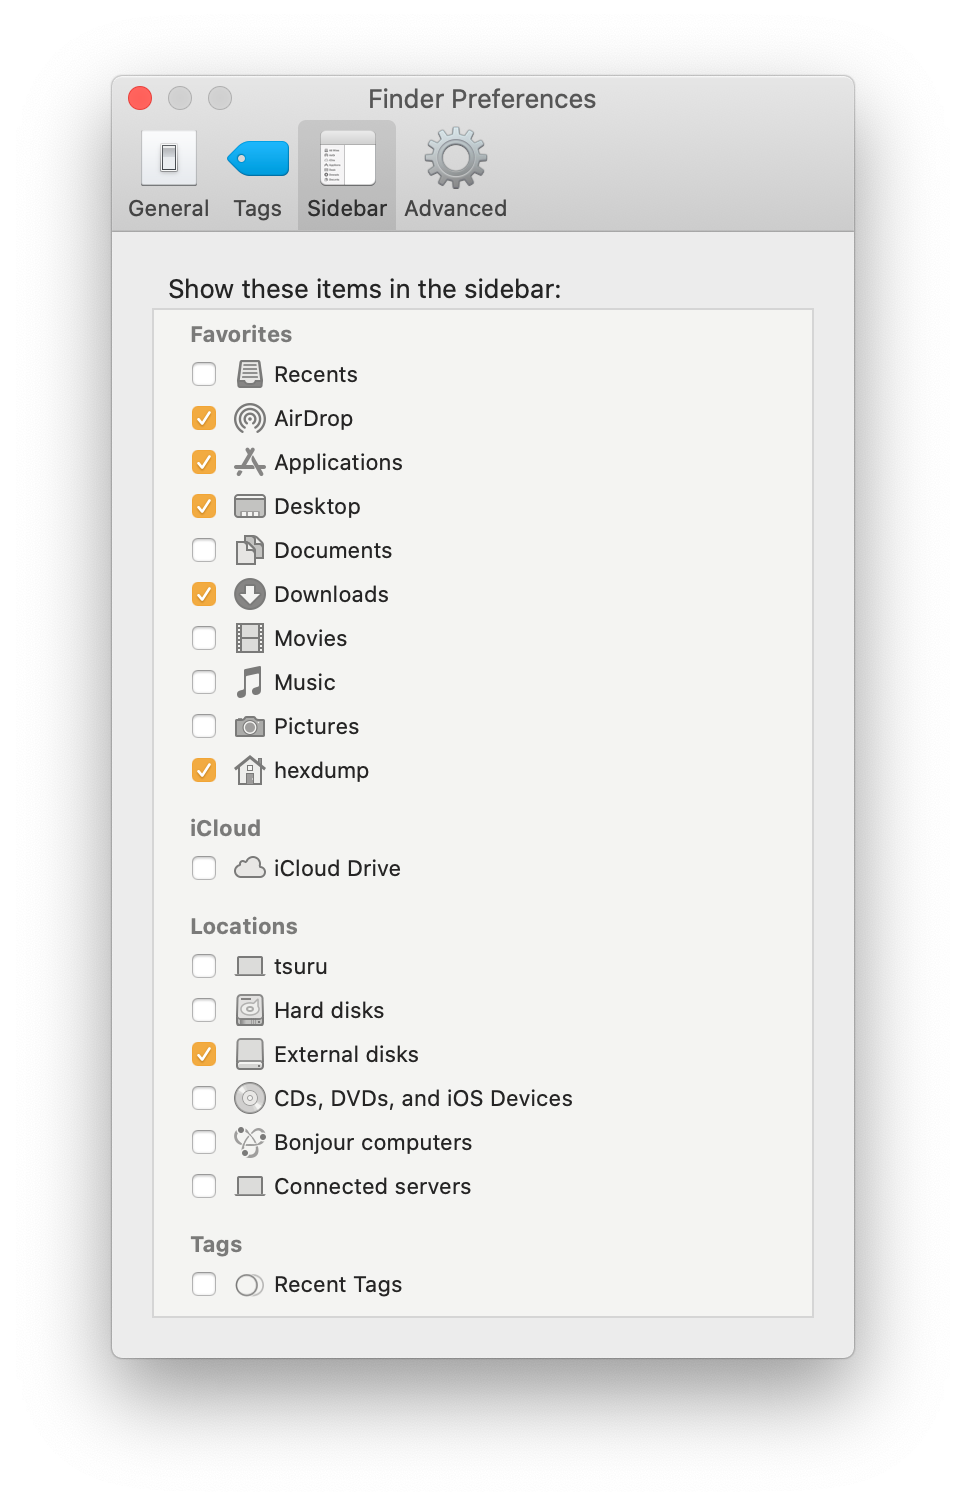 Finder Preferences
General Tags Sidebar Advanced
Show these items in the sidebar:
Favorites
Recents
AirDrop
Applications
Desktop
Documents
Downloads
Movies
Music
Pictures
hexdump
iCloud
iCloud Drive
Locations
tsuru
Hard disks
External disks
CDs, DVDs, and iOS Devices
Bonjour computers
Connected servers
Tags
Recent Tags